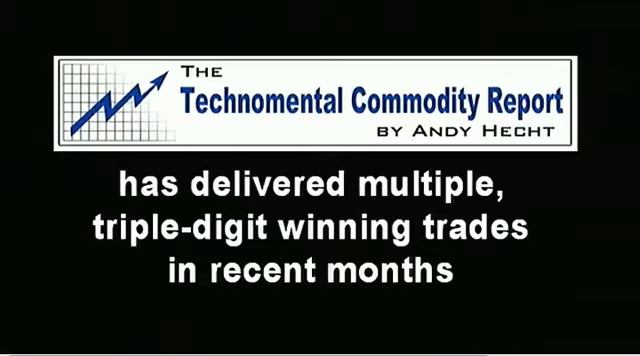 The
Technomental Commodity Report
by Andy Hecht
has delivered multiple,
triple-digit winning trades
in recent months